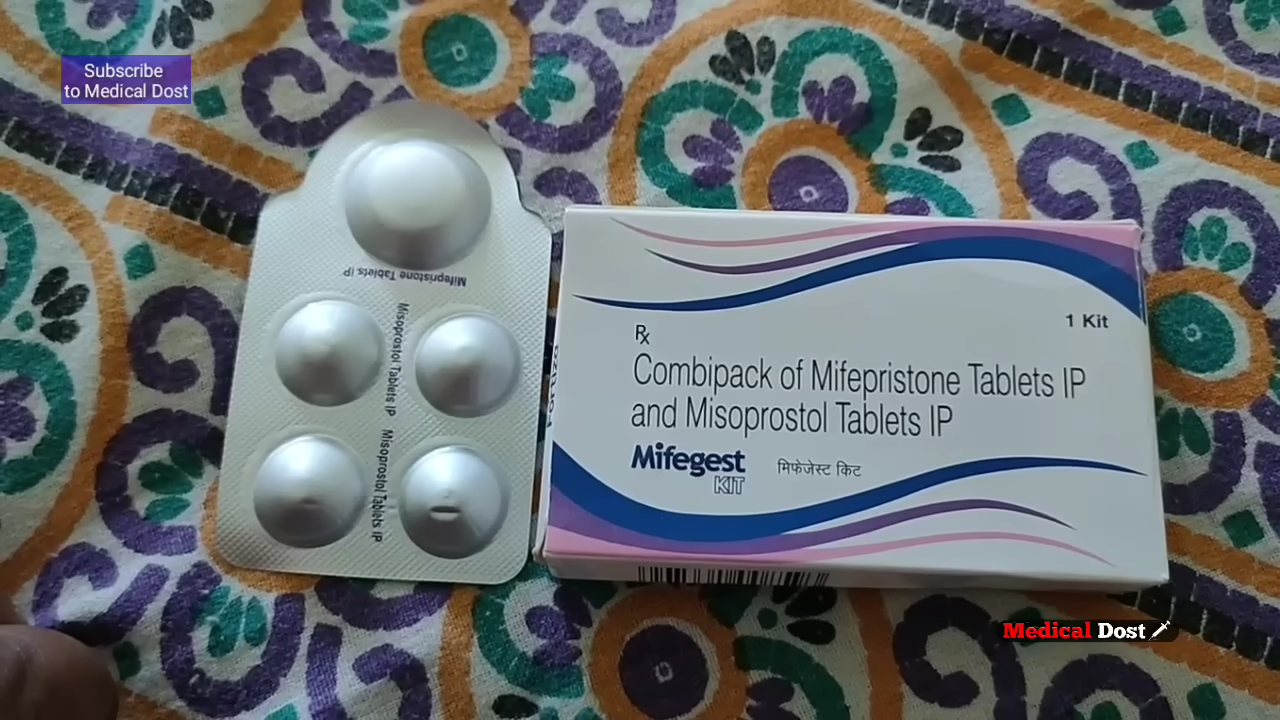 Subscribe
to Medical Dost
Mifepristone Tablets IP
Misoprostol Tablets IP
Misoprostol Tablets IP
1 Kit
Rx
Combipack of Mifepristone Tablets IP
and Misoprostol Tablets IP
Mifegest
KIT
मिफेजेस्ट किट
Medical Dost